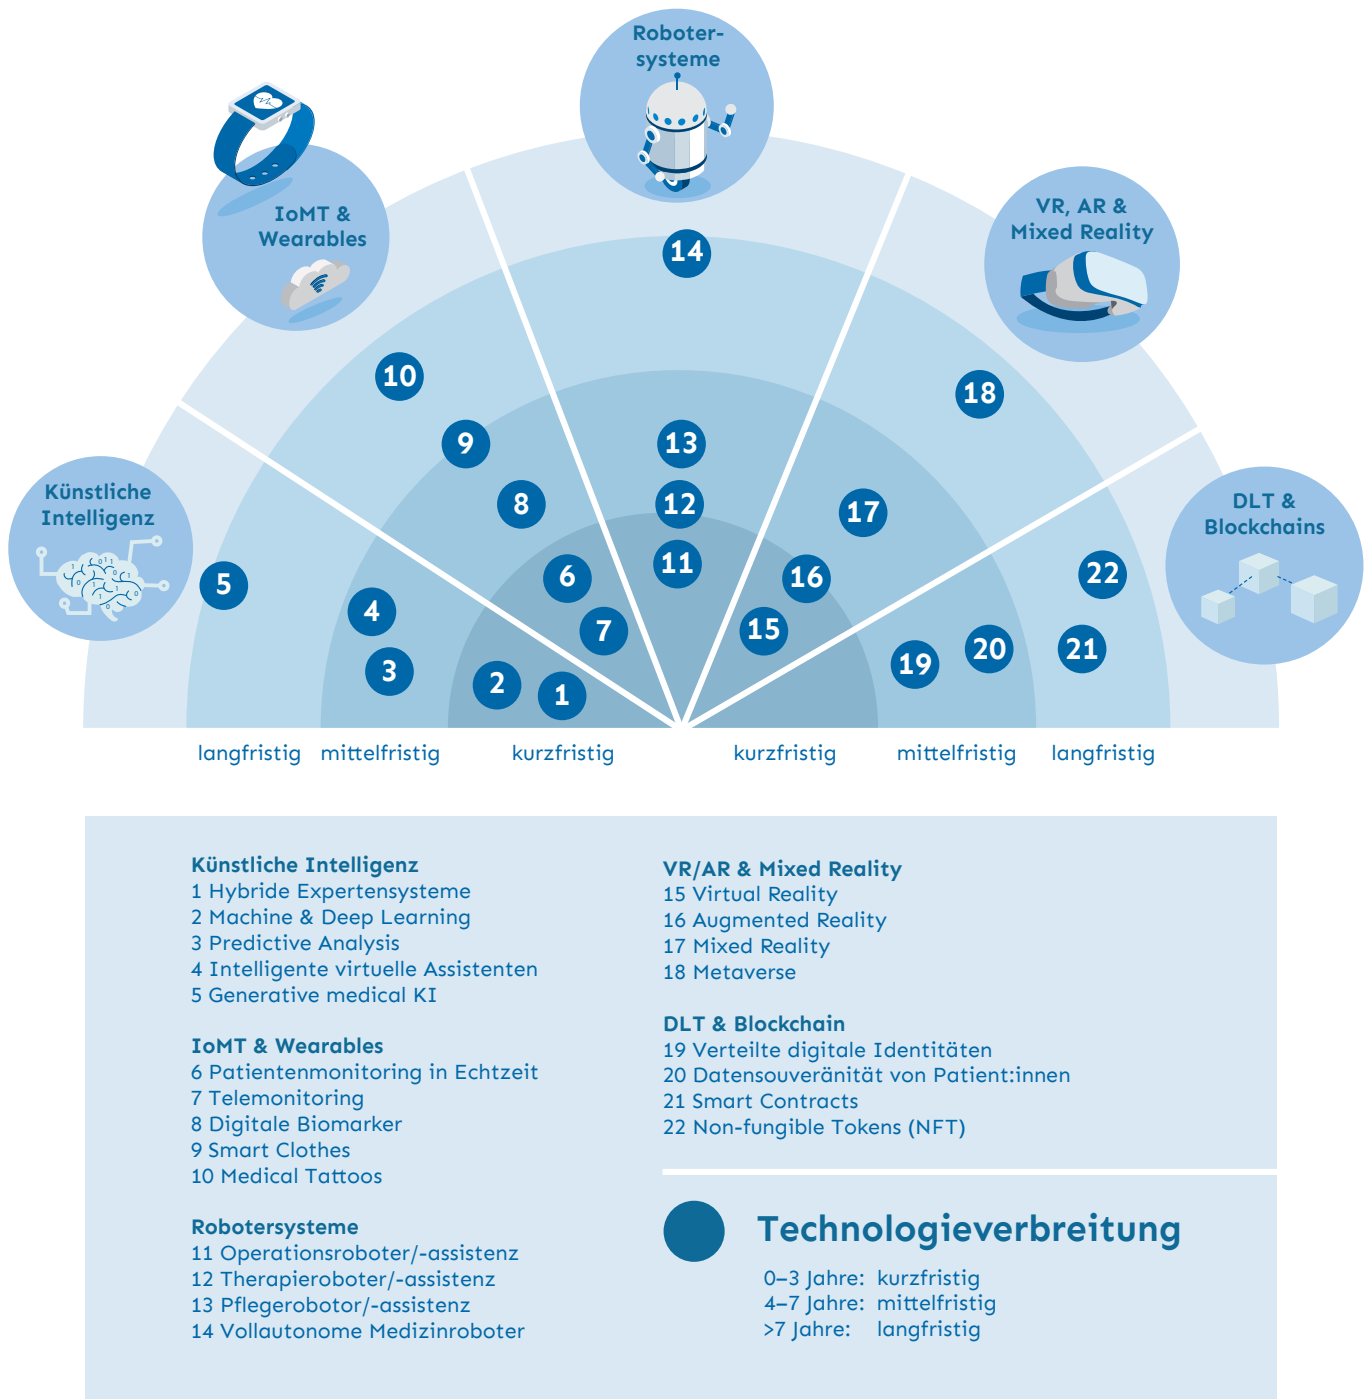 Roboter-
systeme
IoMT &
Wearables
VR, AR &
Mixed Reality
14
10
18
9
13
Künstliche
Intelligenz
8
12
17
DLT &
Blockchains
11
6
16
22
5
4
7
15
3
2
1
19
20
21
langfristig mittelfristig kurzfristig kurzfristig mittelfristig langfristig
Künstliche Intelligenz
1 Hybride Expertensysteme
2 Machine & Deep Learning
3 Predictive Analysis
4 Intelligente virtuelle Assistenten
5 Generative medical KI
IoMT & Wearables
6 Patientenmonitoring in Echtzeit
7 Telemonitoring
8 Digitale Biomarker
9 Smart Clothes
10 Medical Tattoos
Robotersysteme
11 Operationsroboter/-assistenz
12 Therapieroboter/-assistenz
13 Pflegerobotor/-assistenz
14 Vollautonome Medizinroboter
VR/AR & Mixed Reality
15 Virtual Reality
16 Augmented Reality
17 Mixed Reality
18 Metaverse
DLT & Blockchain
19 Verteilte digitale Identitäten
20 Datensouveränität von Patient:innen
21 Smart Contracts
22 Non-fungible Tokens (NFT)
Technologieverbreitung
0–3 Jahre: kurzfristig
4–7 Jahre: mittelfristig
>7 Jahre: langfristig